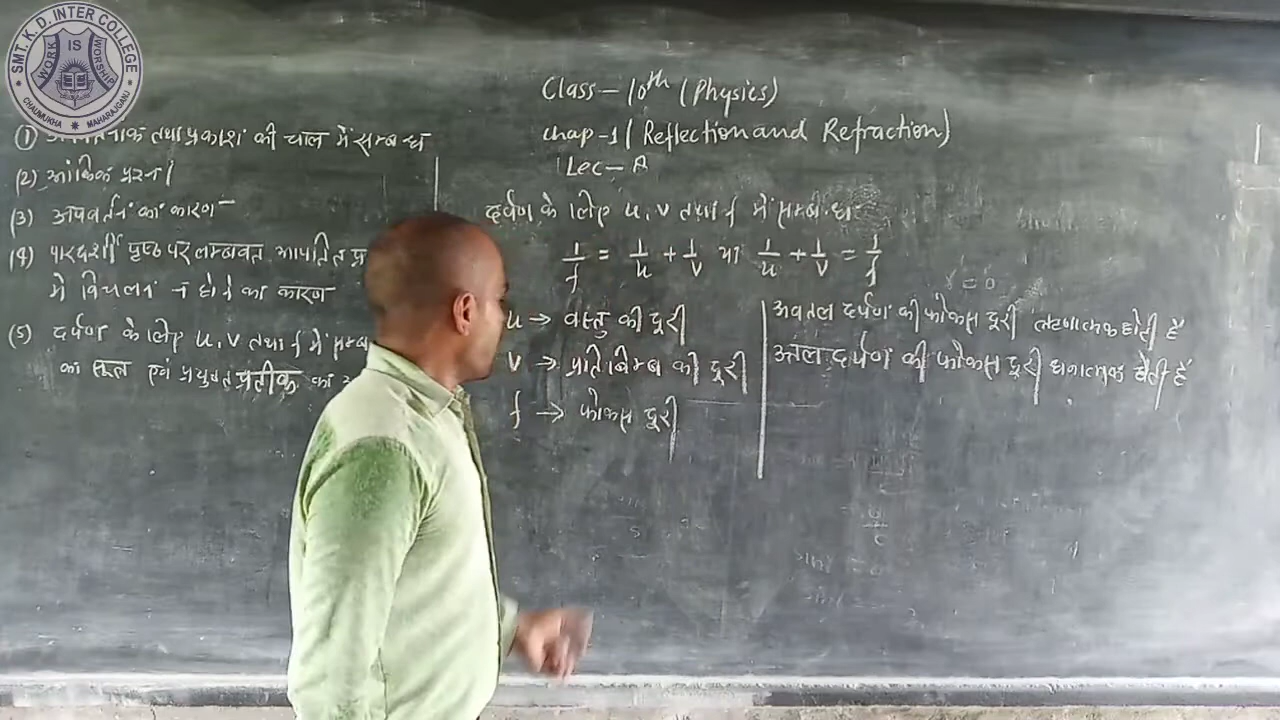 SMT. K. D. INTER COLLEGE
WORK IS WORSHIP
CHAUMUKHA MAHARAJGANJ
Class - 10th (Physics)
chap - 1 ( Reflection and Refraction)
Lec - 8
(1) तथा प्रकाश की चाल में सम्बन्ध
(2) आंकिक प्रश्न।
(3) अपवर्तन का कारण -
(4) पारदर्शी पृष्ठ पर लम्बवत आपतित
में विचलन न होने का कारण
(5) दर्पण के लिए u, v तथा f में
का सूत्र एवं प्रयुक्त प्रतीक का
दर्पण के लिए u, v तथा f में सम्बन्ध
1/f = 1/u + 1/v या 1/u + 1/v = 1/f
u → वस्तु की दूरी
v → प्रतिबिम्ब की दूरी
f → फोकस दूरी
अवतल दर्पण की फोकस दूरी ऋणात्मक होती है
उत्तल दर्पण की फोकस दूरी धनात्मक होती है